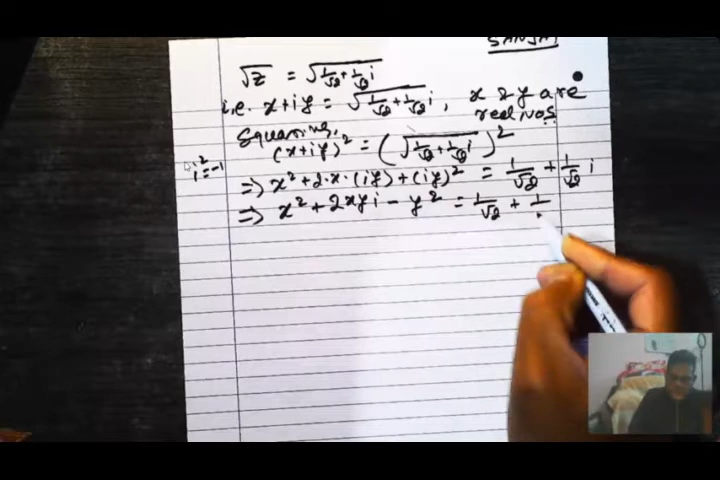 SANJAY
√z = √(1/√2 + 1/√2 i)
i.e. x+iy = √(1/√2 + 1/√2 i), x & y are
real Nos
Squaring,
(x+iy)² = (√(1/√2 + 1/√2 i))²
i² = -1
=> x² + 2·x·(iy) + (iy)² = 1/√2 + 1/√2 i
=> x² + 2xyi - y² = 1/√2 + 1/